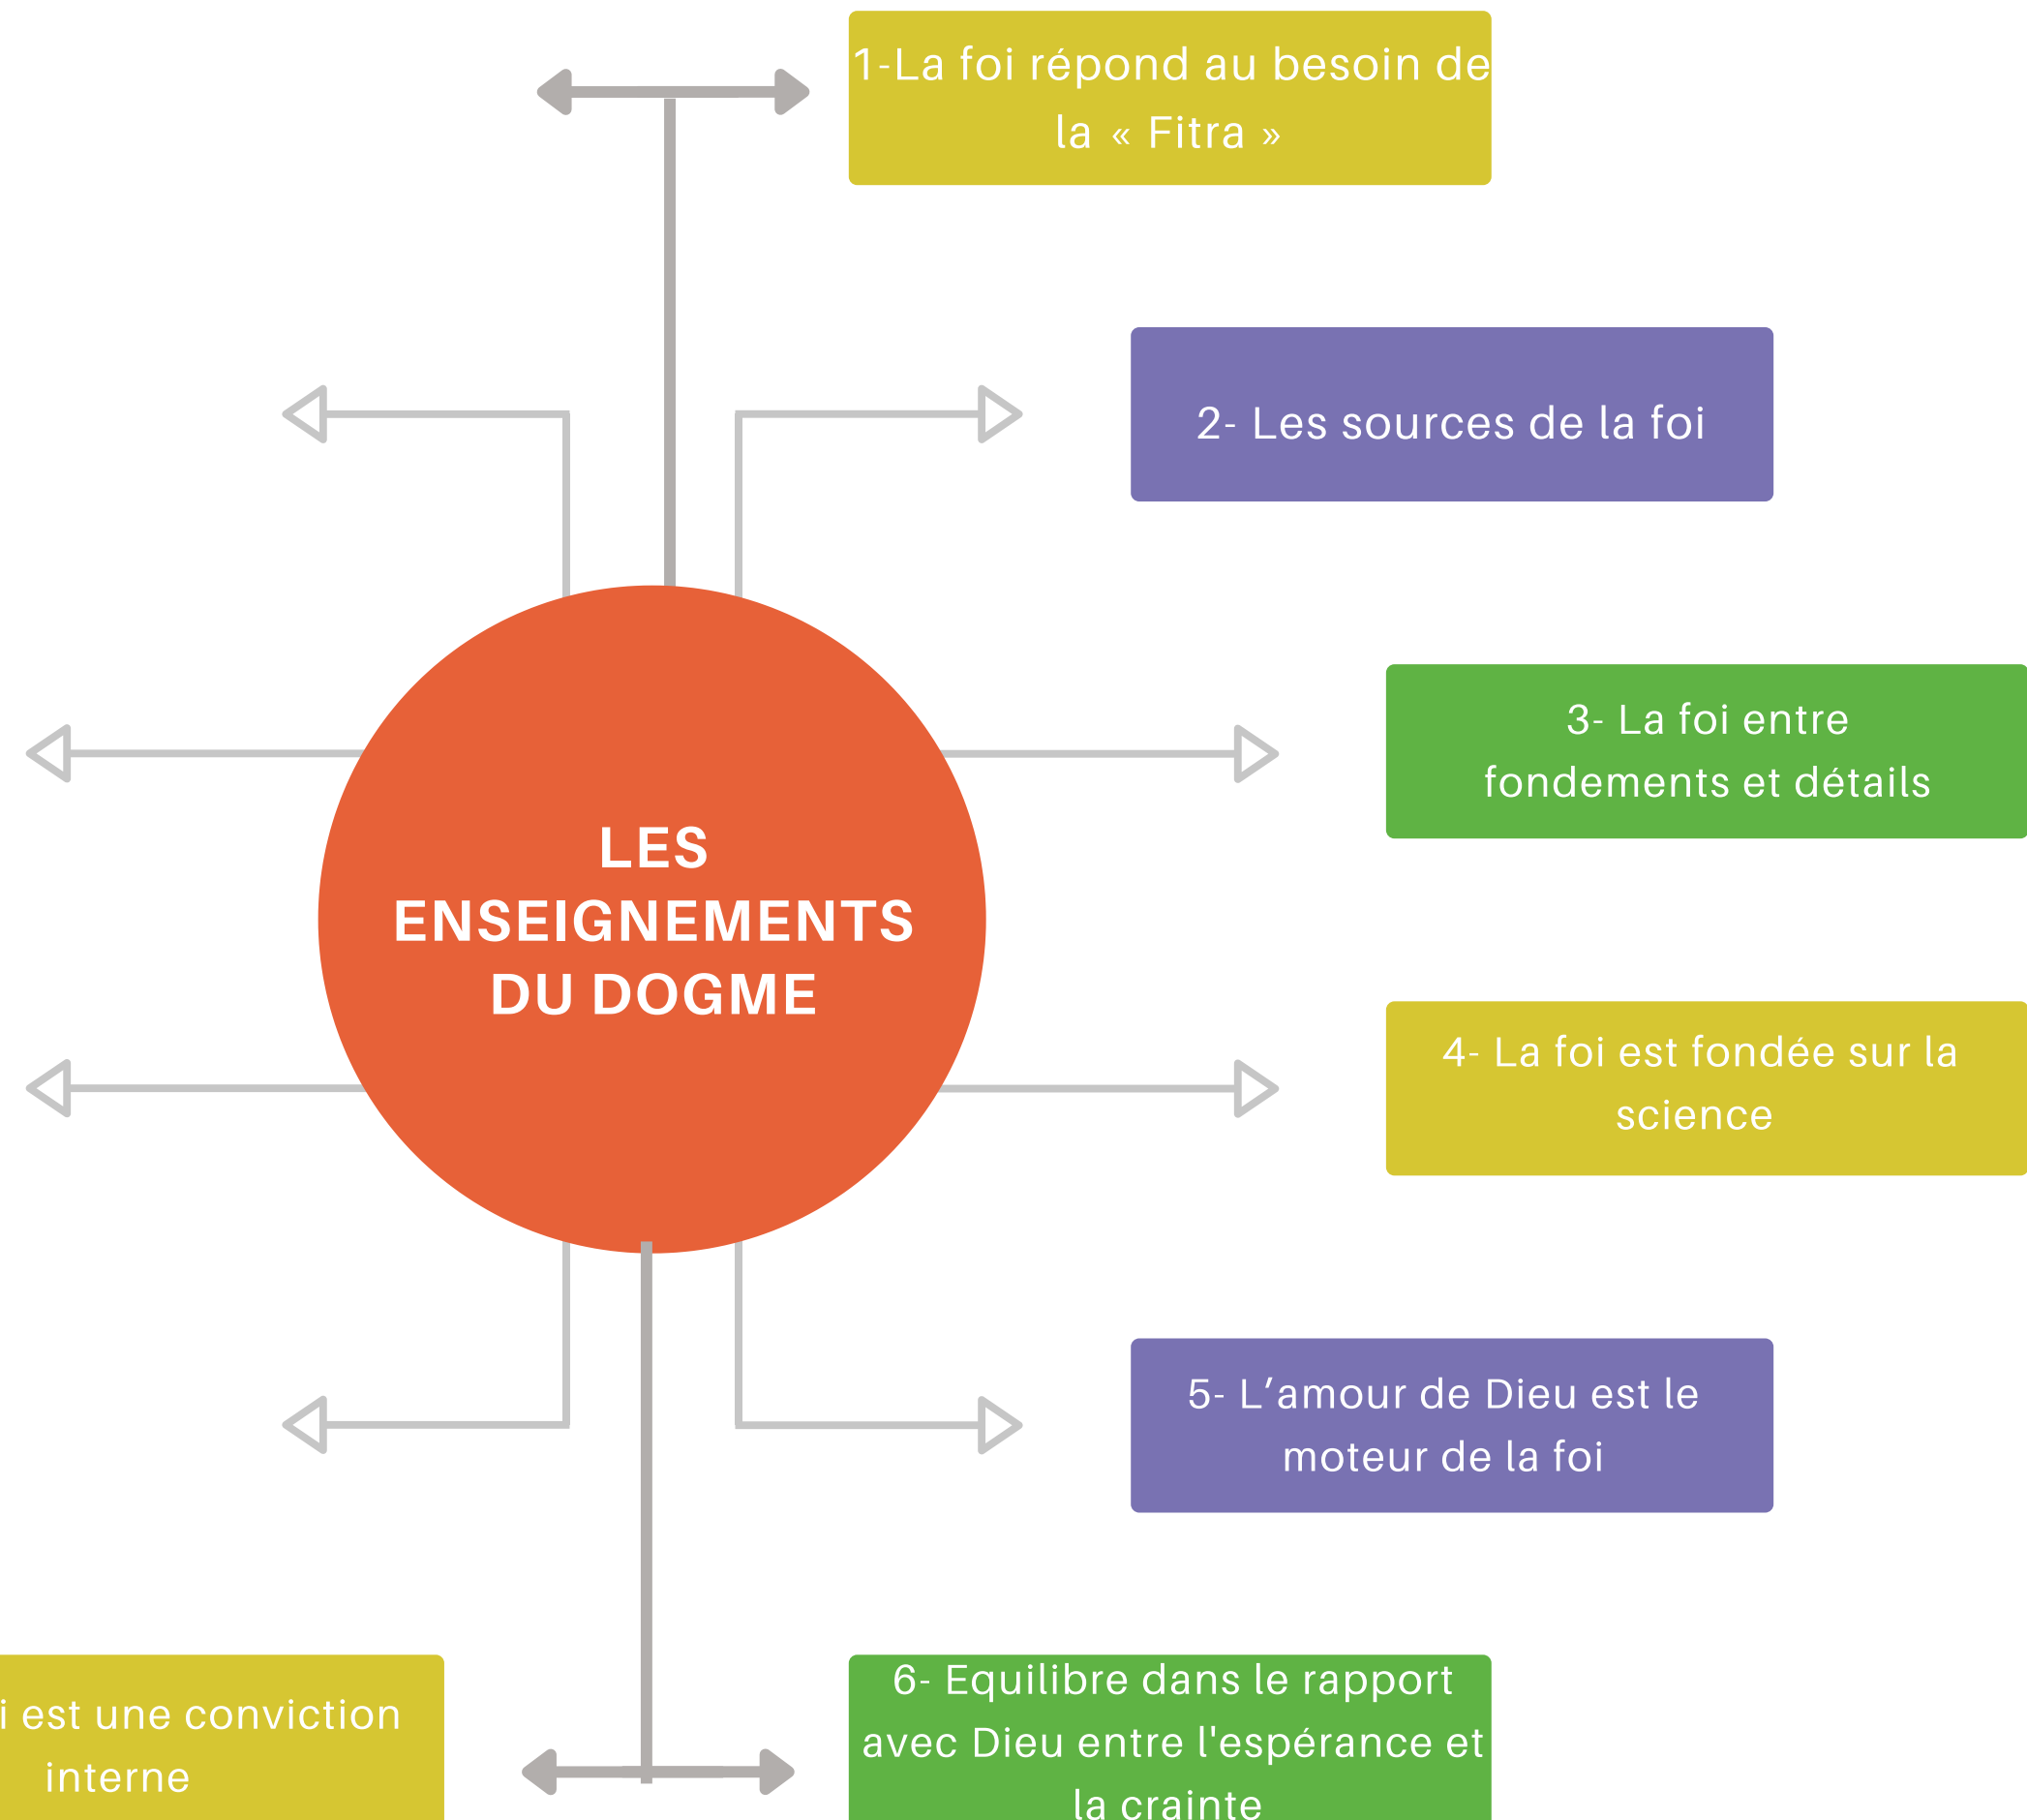 1-La foi répond au besoin de
la « Fitra »
2- Les sources de la foi
3- La foi entre
fondements et détails
LES
ENSEIGNEMENTS
DU DOGME
4- La foi est fondée sur la
science
5- L’amour de Dieu est le
moteur de la foi
6- Equilibre dans le rapport
avec Dieu entre l'espérance et
la crainte
est une conviction
interne